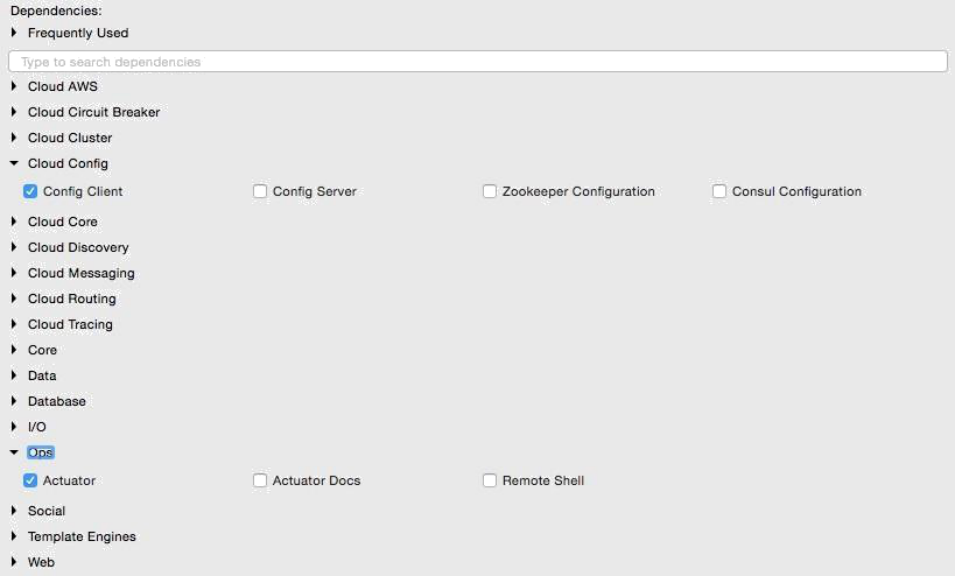 Dependencies:
Frequently Used
Type to search dependencies
Cloud AWS
Cloud Circuit Breaker
Cloud Cluster
Cloud Config
Config Client Config Server Zookeeper Configuration Consul Configuration
Cloud Core
Cloud Discovery
Cloud Messaging
Cloud Routing
Cloud Tracing
Core
Data
Database
I/O
Ops
Actuator Actuator Docs Remote Shell
Social
Template Engines
Web